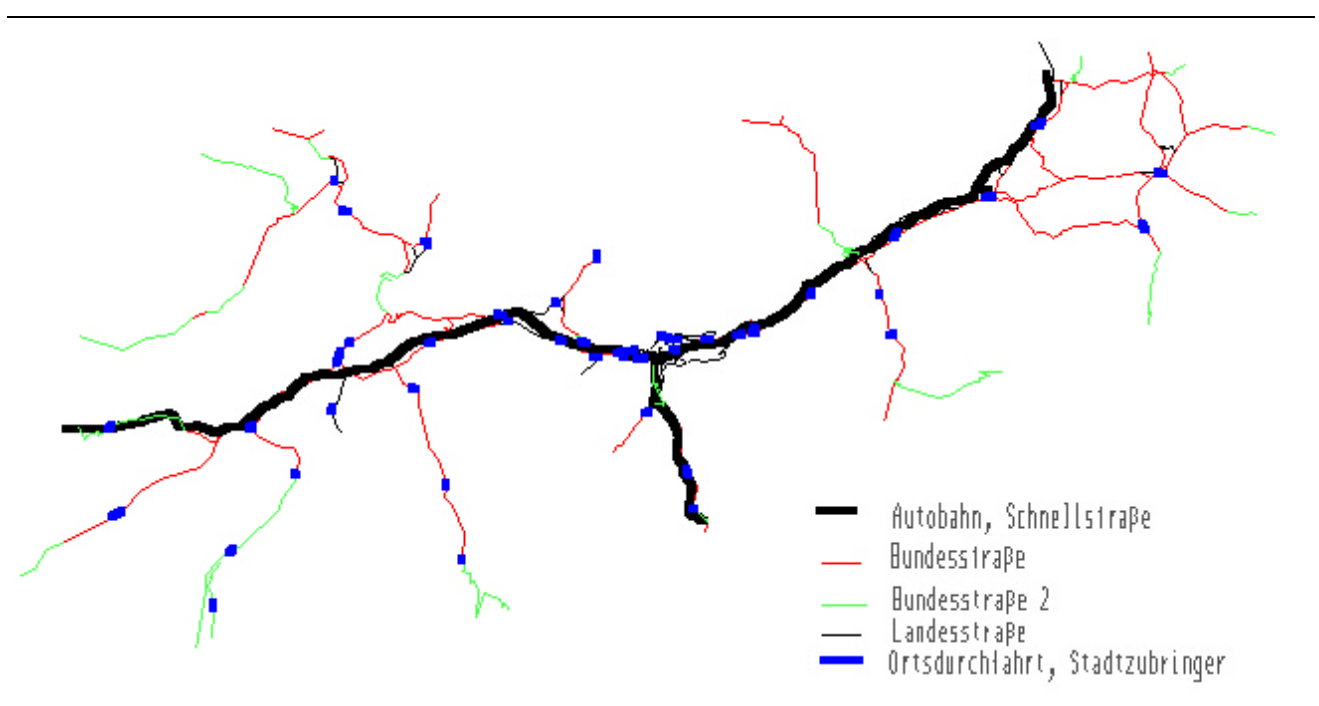 Autobahn, Schnellstraße
Bundesstraße
Bundesstraße 2
Landesstraße
Ortsdurchfahrt, Stadtzubringer